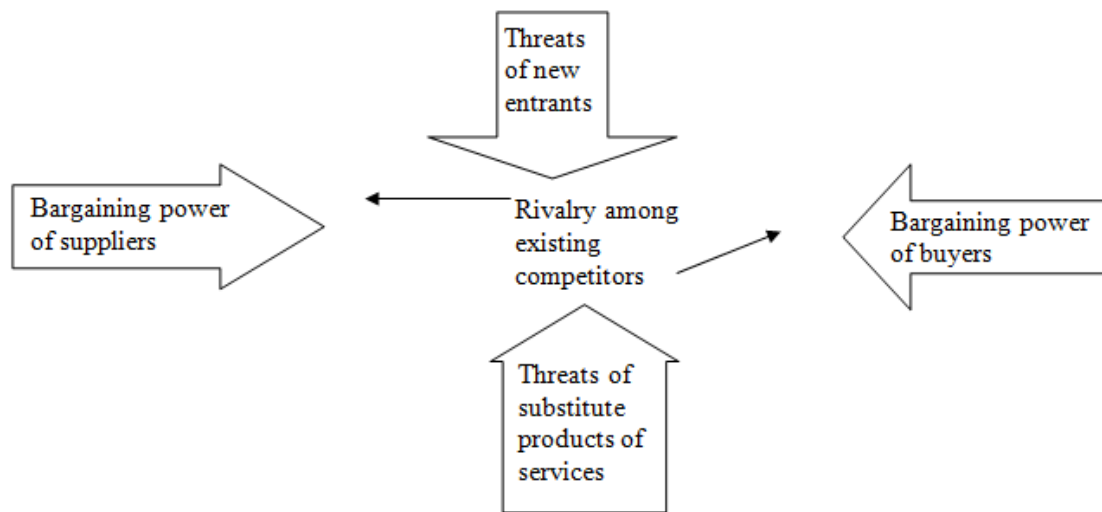 Threats
of new
entrants
Bargaining power
of suppliers
Rivalry among
existing
competitors
Bargaining power
of buyers
Threats of
substitute
products of
services